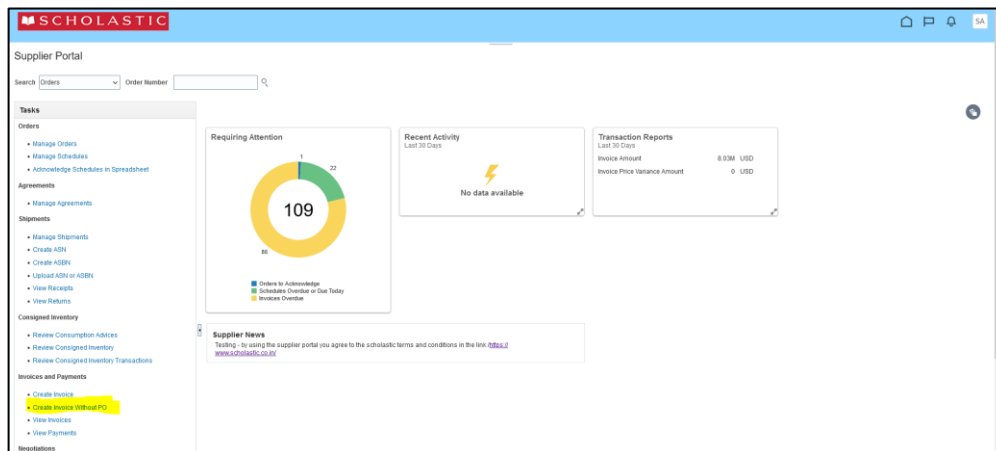 SCHOLASTIC
SA
Supplier Portal
Search Orders Order Number
Tasks
Orders
Manage Orders
Manage Schedules
Acknowledge Schedules in Spreadsheet
Agreements
Manage Agreements
Shipments
Manage Shipments
Create ASN
Create ASBN
Upload ASN or ASBN
View Receipts
View Returns
Consigned Inventory
Review Consumption Advices
Review Consigned Inventory
Review Consigned Inventory Transactions
Invoices and Payments
Create Invoice
Create Invoice Without PO
View Invoices
View Payments
Negotiations
Requiring Attention
1
22
109
86
Orders to Acknowledge
Schedules Overdue or Due Today
Invoices Overdue
Recent Activity
Last 30 Days
No data available
Transaction Reports
Last 30 Days
Invoice Amount 8.03M USD
Invoice Price Variance Amount 0 USD
Supplier News
Testing - by using the supplier portal you agree to the scholastic terms and conditions in the link (https://
www.scholastic.co.in/